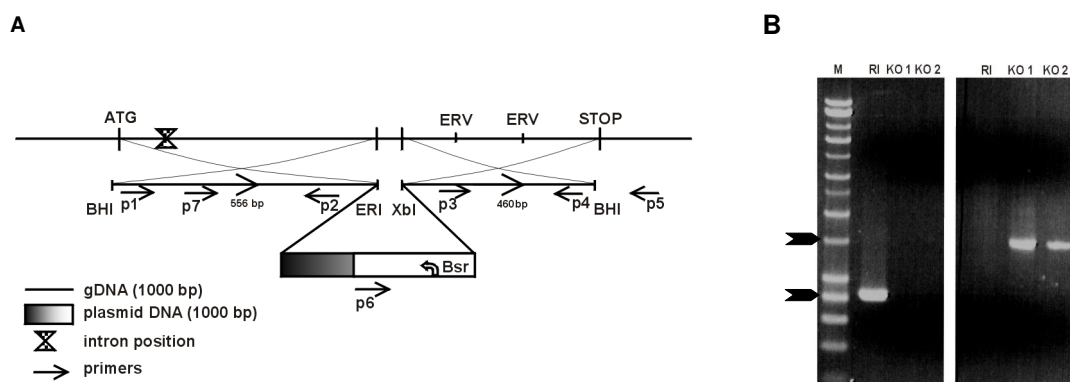 A
B
ATG
ERV
ERV
STOP
BHI
p1
p7
556 bp
p2
ERI
XbI
p3
460bp
p4
BHI
p5
Bsr
p6
gDNA (1000 bp)
plasmid DNA (1000 bp)
intron position
primers
M
RI
KO 1
KO 2
RI
KO 1
KO 2